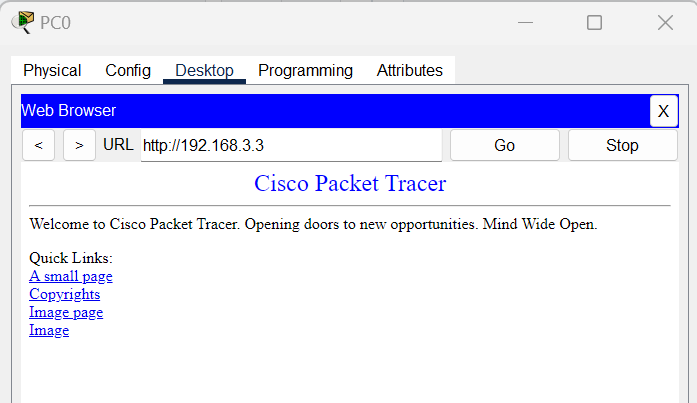 PC0
Physical Config Desktop Programming Attributes
Web Browser X
< > URL http://192.168.3.3 Go Stop
Cisco Packet Tracer
Welcome to Cisco Packet Tracer. Opening doors to new opportunities. Mind Wide Open.
Quick Links:
A small page
Copyrights
Image page
Image